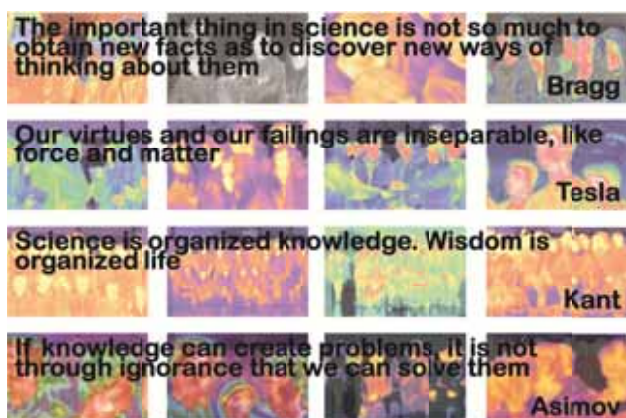 The important thing in science is not so much to
obtain new facts as to discover new ways of
thinking about them
Bragg
Our virtues and our failings are inseparable, like
force and matter
Tesla
Science is organized knowledge. Wisdom is
organized life
Kant
If knowledge can create problems, it is not
through ignorance that we can solve them
Asimov